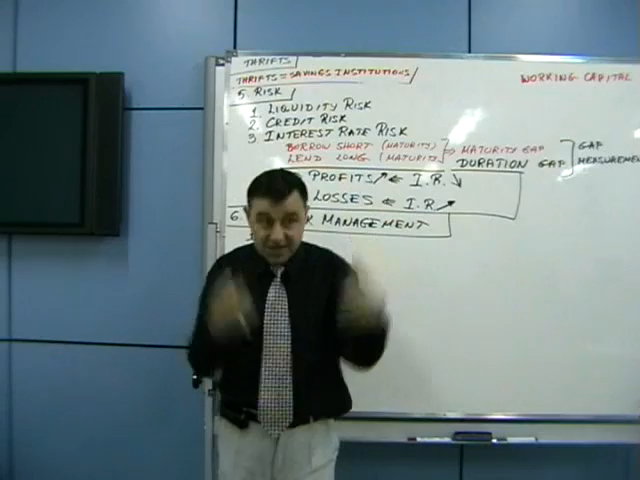 THRIFTS
THRIFTS = SAVINGS INSTITUTIONS
WORKING CAPITAL
5. RISK
1. LIQUIDITY RISK
2. CREDIT RISK
3 INTEREST RATE RISK
BORROW SHORT (MATURITY) ⇒ MATURITY GAP
LEND LONG (MATURITY) DURATION GAP
GAP
MEASUREMENT
PROFITS ↗ ⇐ I.R. ↘
LOSSES ⇐ I.R. ↗
6. MANAGEMENT